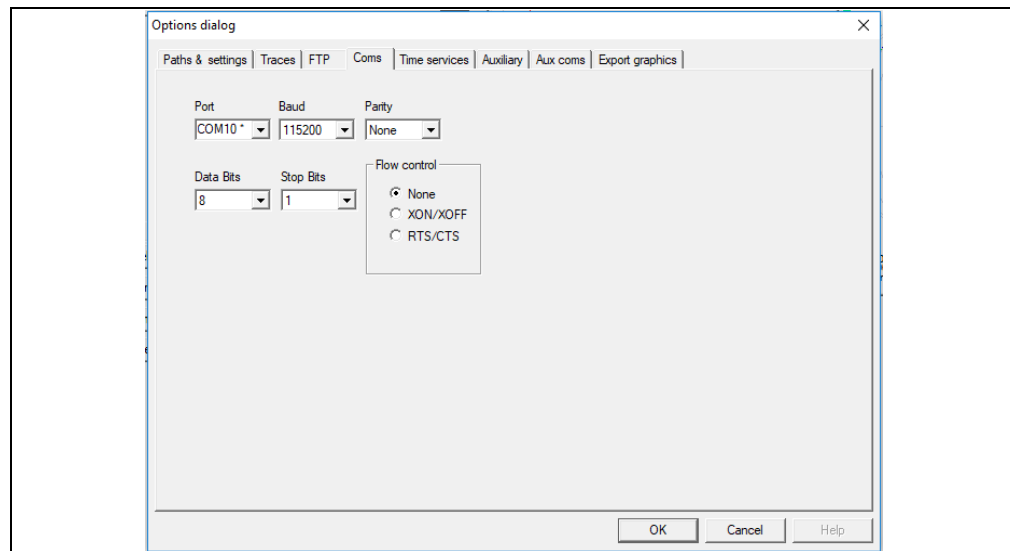 Options dialog
Paths & settings Traces FTP Coms Time services Auxiliary Aux coms Export graphics
Port Baud Parity
COM10 * 115200 None
Data Bits Stop Bits Flow control
8 1 None
XON/XOFF
RTS/CTS
OK Cancel Help